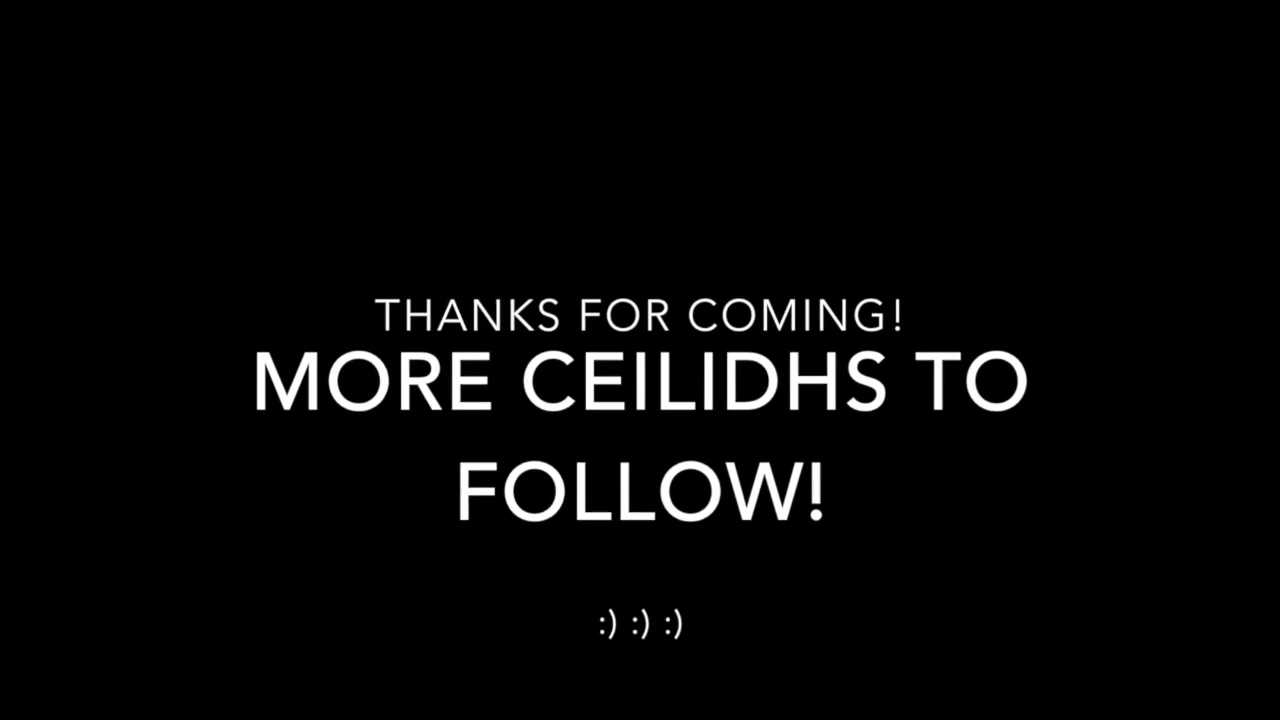 THANKS FOR COMING!
MORE CEILIDHS TO
FOLLOW!
:) :) :)